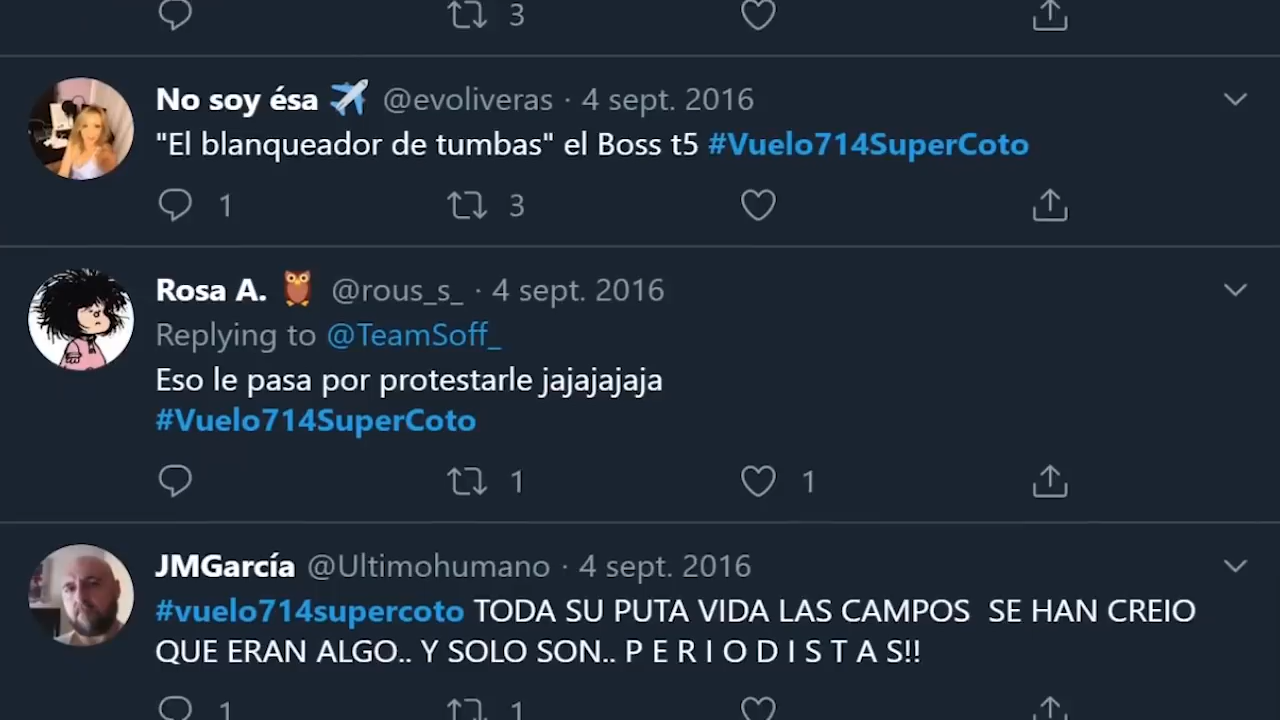 3
No soy ésa ✈️ @evoliveras · 4 sept. 2016
"El blanqueador de tumbas" el Boss t5 #Vuelo714SuperCoto
1 3
Rosa A. 🦉 @rous_s_ · 4 sept. 2016
Replying to @TeamSoff_
Eso le pasa por protestarle jajajajaja
#Vuelo714SuperCoto
1 1
JMGarcía @Ultimohumano · 4 sept. 2016
#vuelo714supercoto TODA SU PUTA VIDA LAS CAMPOS SE HAN CREIO
QUE ERAN ALGO.. Y SOLO SON.. P E R I O D I S T A S!!
1 1